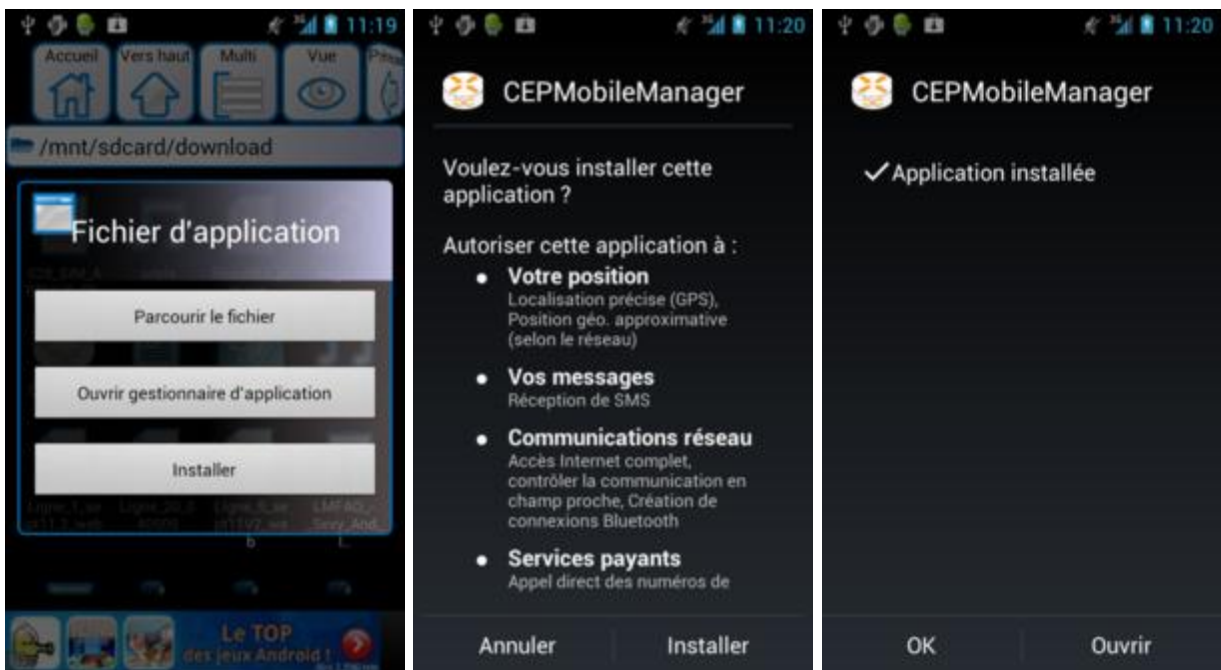 3G 11:19
Accueil Vers haut Multi Vue
/mnt/sdcard/download
Fichier d'application
Parcourir le fichier
Ouvrir gestionnaire d'application
Installer
Le TOP
des jeux Android !
3G 11:20
CEPMobileManager
Voulez-vous installer cette
application ?
Autoriser cette application à :
• Votre position
Localisation précise (GPS),
Position géo. approximative
(selon le réseau)
• Vos messages
Réception de SMS
• Communications réseau
Accès Internet complet,
contrôler la communication en
champ proche, Création de
connexions Bluetooth
• Services payants
Appel direct des numéros de
Annuler Installer
3G 11:20
CEPMobileManager
Application installée
OK Ouvrir